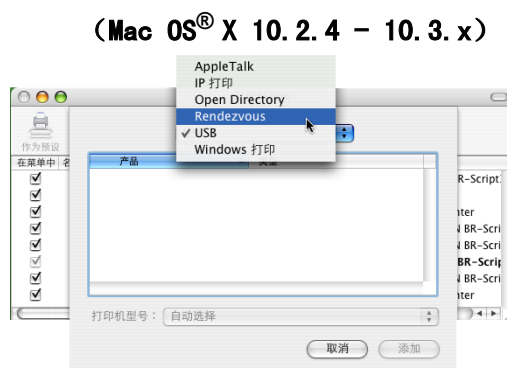 （Mac OS® X 10.2.4 - 10.3.x）
AppleTalk
IP 打印
Open Directory
Rendezvous
✓ USB
Windows 打印
作为预设
在菜单中 名
产品
BR-Script
nter
BR-Scri
BR-Scri
BR-Scrip
BR-Scri
nter
打印机型号： 自动选择
取消
添加